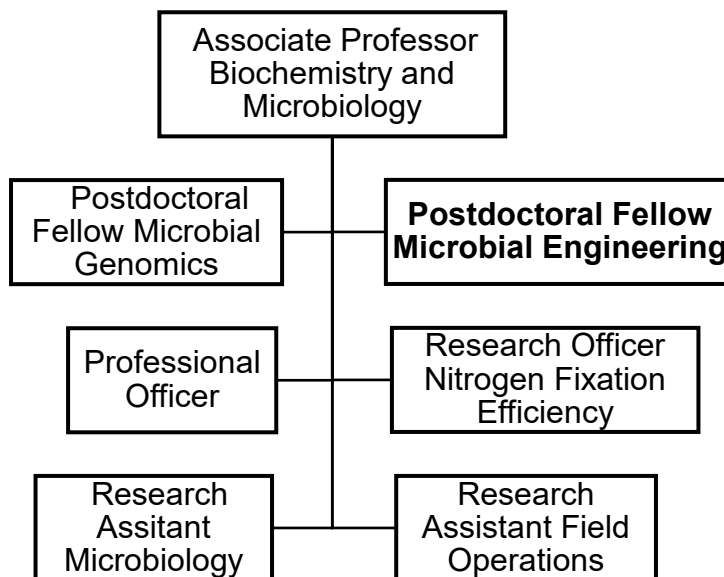 Associate Professor
Biochemistry and
Microbiology
Postdoctoral
Fellow Microbial
Genomics
Postdoctoral Fellow
Microbial Engineering
Professional
Officer
Research Officer
Nitrogen Fixation
Efficiency
Research
Assitant
Microbiology
Research
Assistant Field
Operations